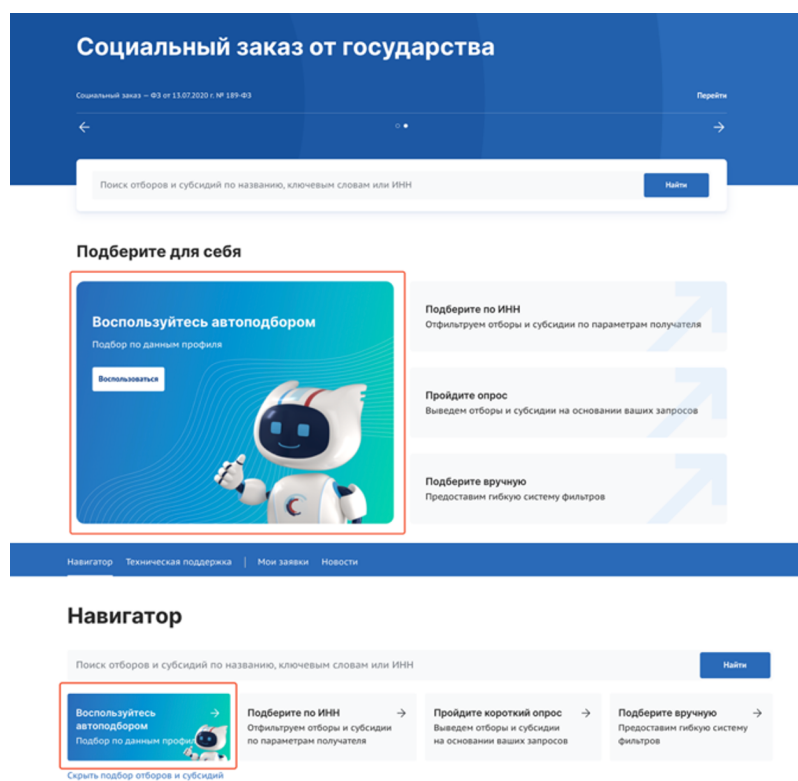 Социальный заказ от государства
Социальный заказ — ФЗ от 13.07.2020 г. № 189-ФЗ
Перейти
Поиск отборов и субсидий по названию, ключевым словам или ИНН
Найти
Подберите для себя
Воспользуйтесь автоподбором
Подбор по данным профиля
Воспользоваться
Подберите по ИНН
Отфильтруем отборы и субсидии по параметрам получателя
Пройдите опрос
Выведем отборы и субсидии на основании ваших запросов
Подберите вручную
Предоставим гибкую систему фильтров
Навигатор Техническая поддержка | Мои заявки Новости
Навигатор
Поиск отборов и субсидий по названию, ключевым словам или ИНН
Найти
Воспользуйтесь
автоподбором
Подбор по данным профи
Подберите по ИНН
Отфильтруем отборы и субсидии
по параметрам получателя
Пройдите короткий опрос
Выведем отборы и субсидии
на основании ваших запросов
Подберите вручную
Предоставим гибкую систему
фильтров
Скрыть подбор отборов и субсидий